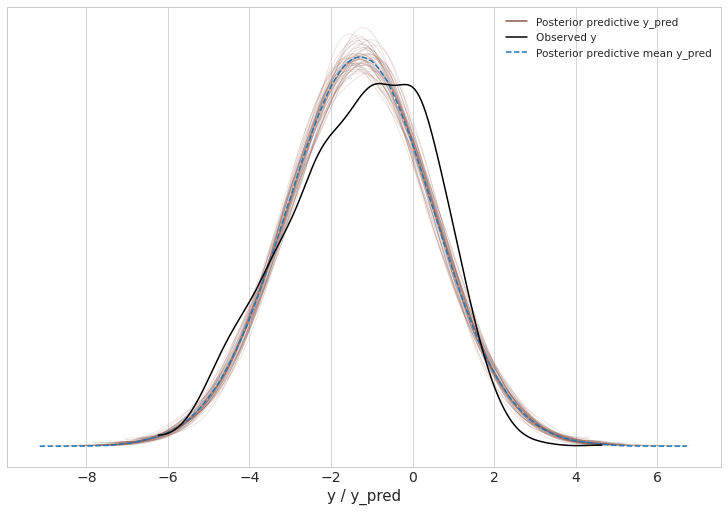 Posterior predictive y_pred
Observed y
Posterior predictive mean y_pred
−8 −6 −4 −2 0 2 4 6
y / y_pred